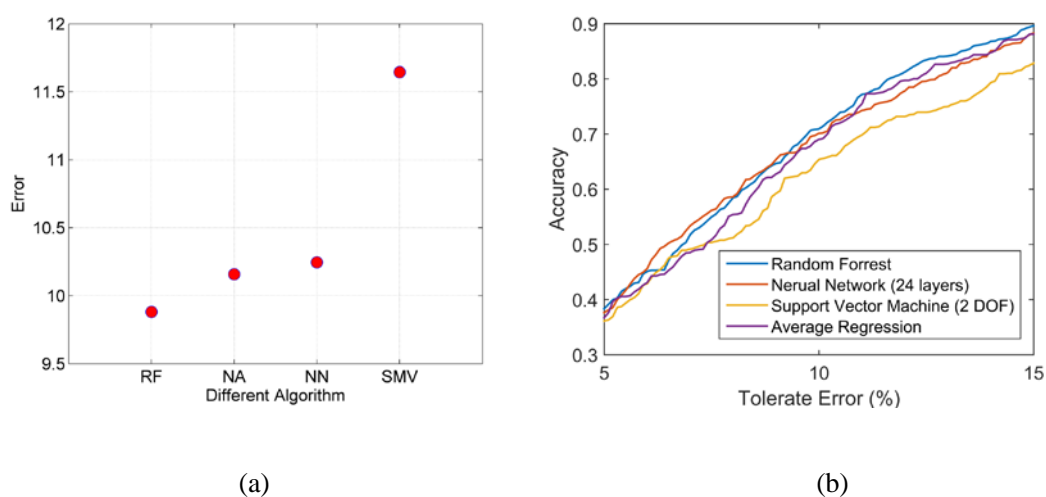 12
11.5
11
10.5
10
9.5
Error
RF NA NN SMV
Different Algorithm
(a)
0.9
0.8
0.7
0.6
0.5
0.4
0.3
Accuracy
Random Forrest
Nerual Network (24 layers)
Support Vector Machine (2 DOF)
Average Regression
5 10 15
Tolerate Error (%)
(b)